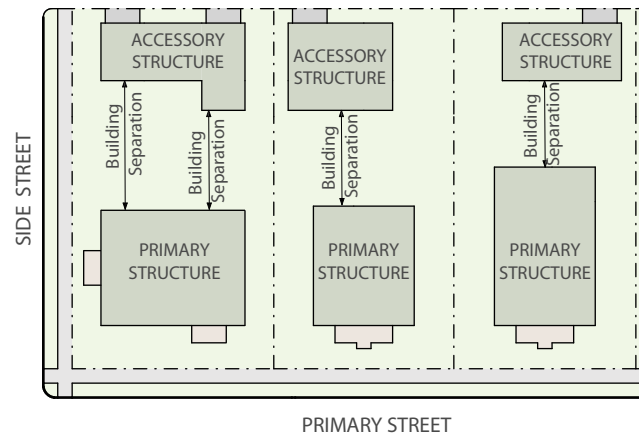 ACCESSORY
STRUCTURE
ACCESSORY
STRUCTURE
ACCESSORY
STRUCTURE
Building
Separation
Building
Separation
Building
Separation
Building
Separation
PRIMARY
STRUCTURE
PRIMARY
STRUCTURE
PRIMARY
STRUCTURE
SIDE STREET
PRIMARY STREET